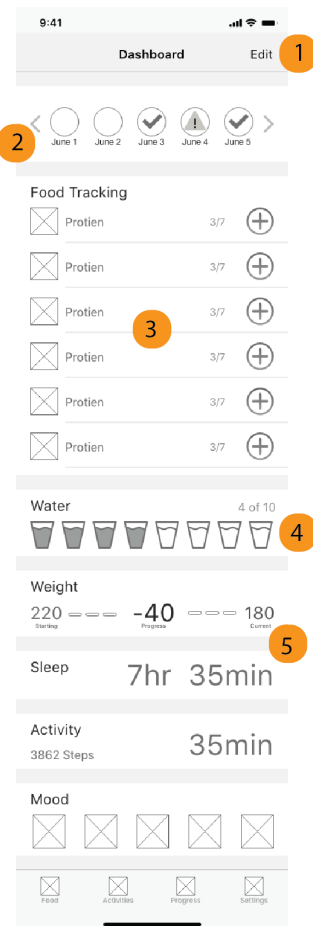 9:41
Dashboard Edit 1
2
June 1 June 2 June 3 June 4 June 5
Food Tracking
Protien 3/7
Protien 3/7
Protien 3/7
3
Protien 3/7
Protien 3/7
Protien 3/7
Water 4 of 10
4
Weight
220 -40 180
Starting Progress Current
5
Sleep 7hr 35min
Activity
3862 Steps 35min
Mood
Food Activities Progress Settings